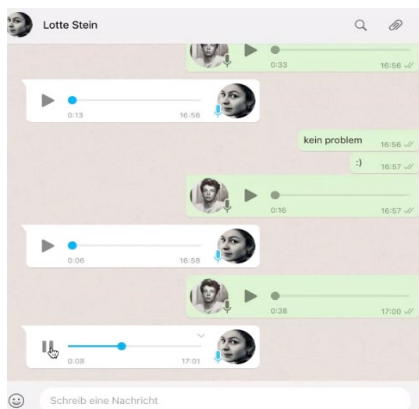 Lotte Stein
0:33 16:56
0:13 16:56
kein problem 16:56
:) 16:57
0:16 16:57
0:06 16:58
0:38 17:00
0:08 17:01
Schreib eine Nachricht